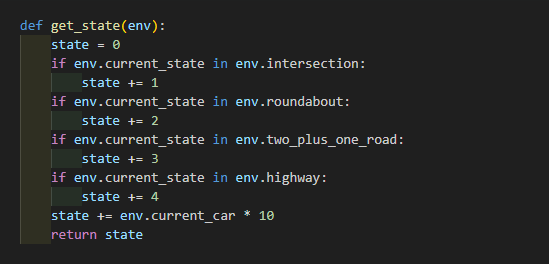 def get_state(env):
    state = 0
    if env.current_state in env.intersection:
        state += 1
    if env.current_state in env.roundabout:
        state += 2
    if env.current_state in env.two_plus_one_road:
        state += 3
    if env.current_state in env.highway:
        state += 4
    state += env.current_car * 10
    return state